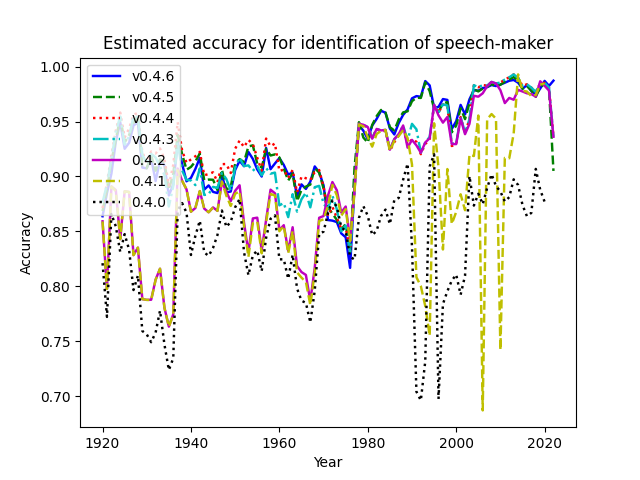 Estimated accuracy for identification of speech-maker
v0.4.6
v0.4.5
v0.4.4
v0.4.3
0.4.2
0.4.1
0.4.0
1.00
0.95
0.90
0.85
0.80
0.75
0.70
Accuracy
1920 1940 1960 1980 2000 2020
Year